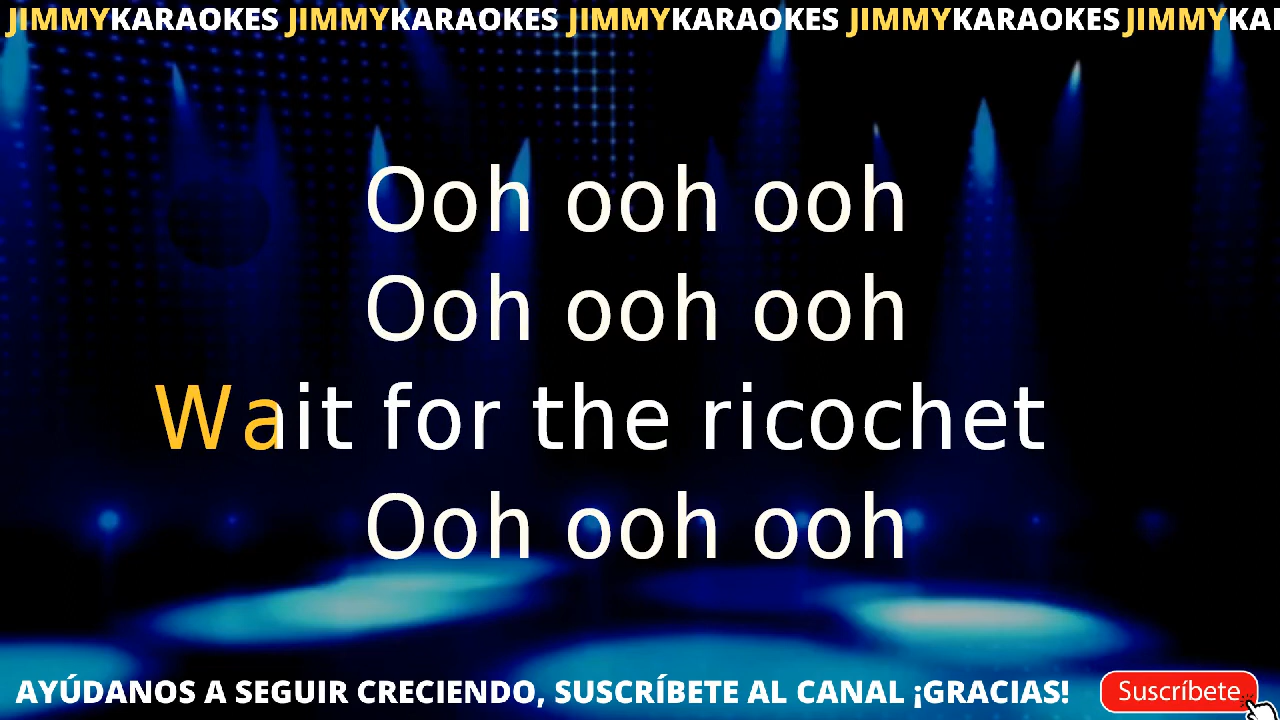 JIMMYKARAOKES JIMMYKARAOKES JIMMYKARAOKES JIMMYKARAOKES JIMMYKA
Ooh ooh ooh
Ooh ooh ooh
Wait for the ricochet
Ooh ooh ooh
AYÚDANOS A SEGUIR CRECIENDO, SUSCRÍBETE AL CANAL ¡GRACIAS! Suscríbete